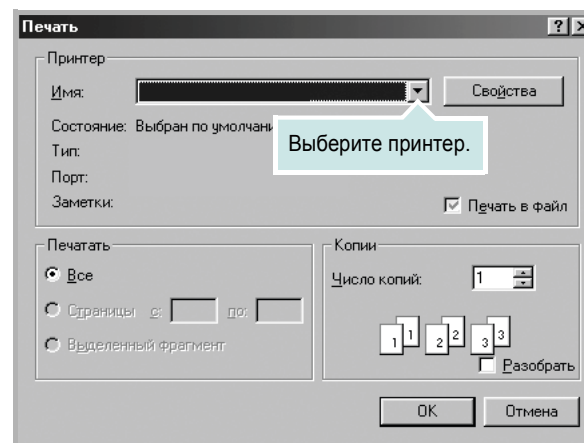 Печать
Принтер
Имя:
Свойства
Состояние: Выбран по умолчани
Выберите принтер.
Тип:
Порт:
Заметки:
Печать в файл
Печатать
Все
Страницы с: по:
Выделенный фрагмент
Копии
Число копий: 1
1 1 2 2 3 3
Разобрать
OK
Отмена